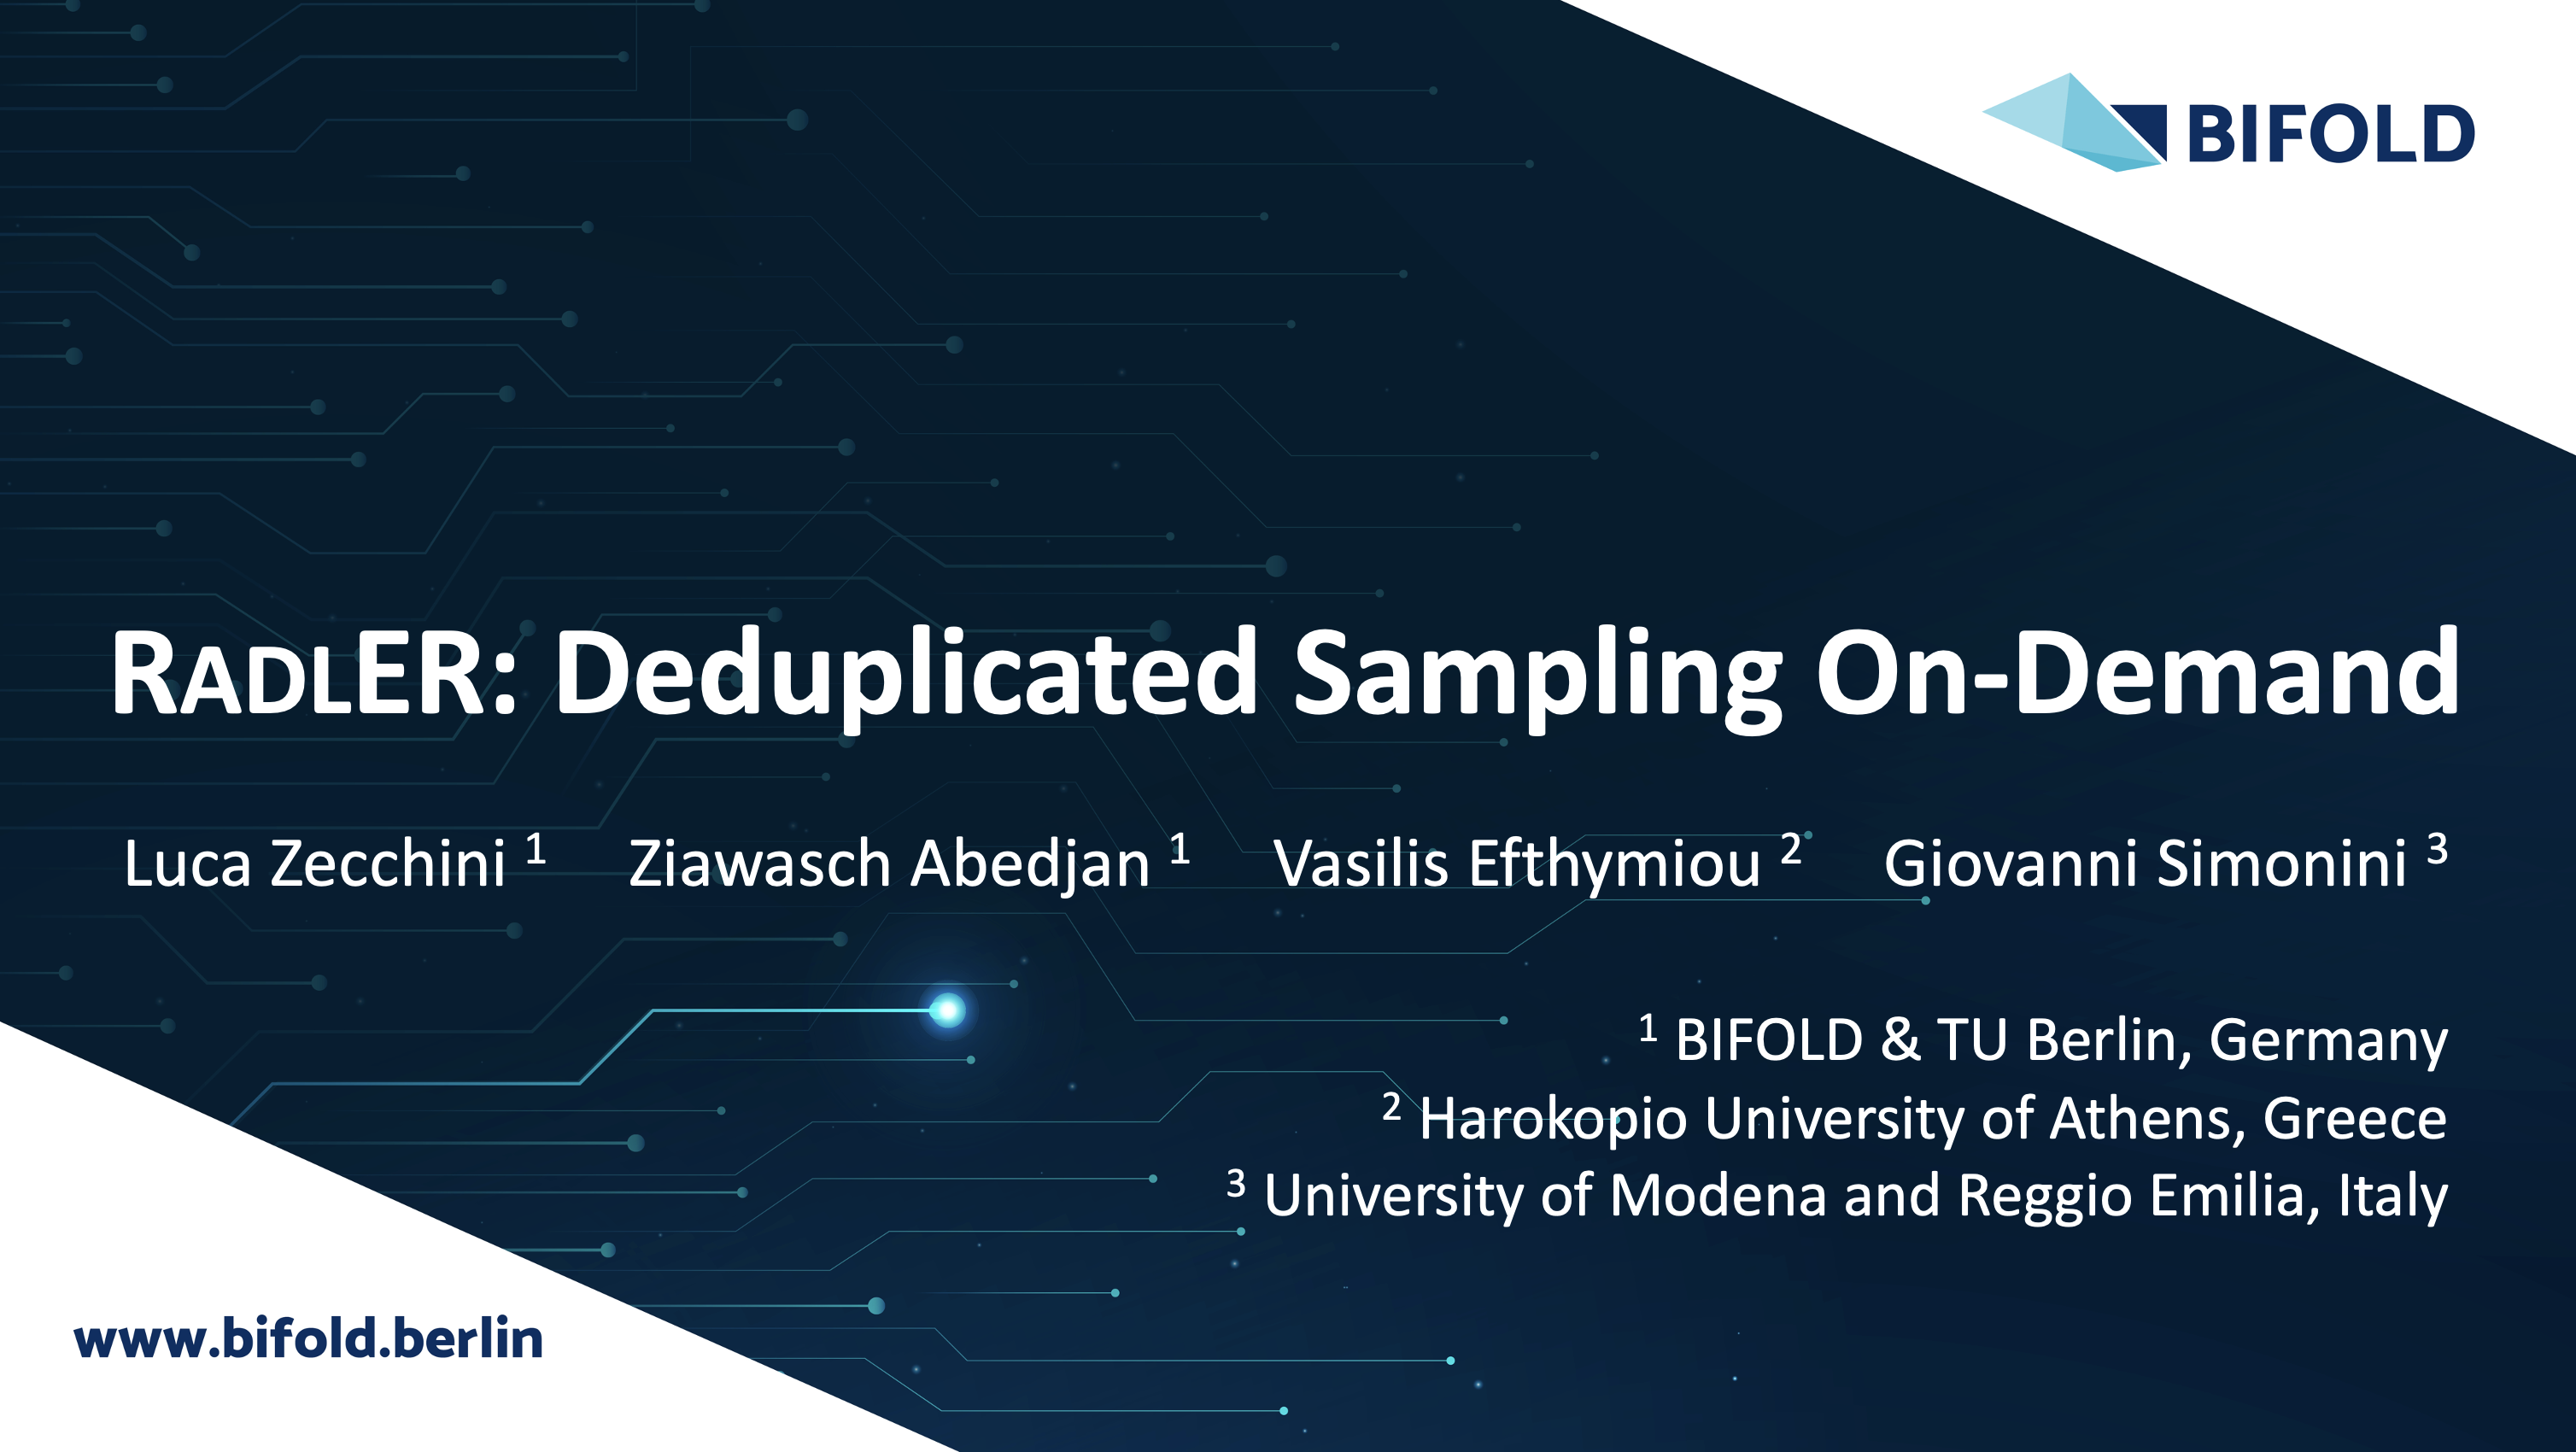 BIFOLD
RADLER: Deduplicated Sampling On-Demand
Luca Zecchini ¹ Ziawasch Abedjan ¹ Vasilis Efthymiou ² Giovanni Simonini ³
¹ BIFOLD & TU Berlin, Germany
² Harokopio University of Athens, Greece
³ University of Modena and Reggio Emilia, Italy
www.bifold.berlin